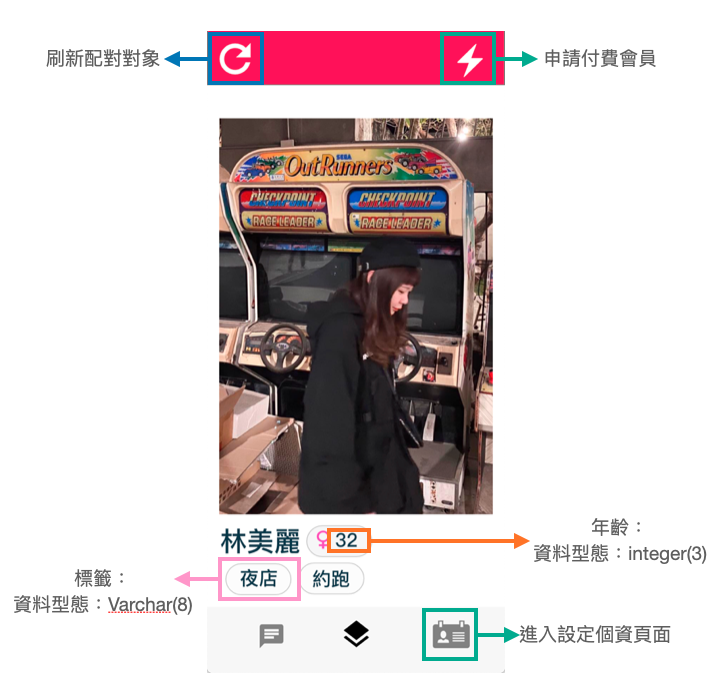 刷新配對對象
申請付費會員
SEGA
OutRunners
CHECKPOINT
CHECKPOINT
RACE LEADER
RACE LEADER
林美麗
♀ 32
年齡：
資料型態：integer(3)
夜店
約跑
標籤：
資料型態：Varchar(8)
進入設定個資頁面